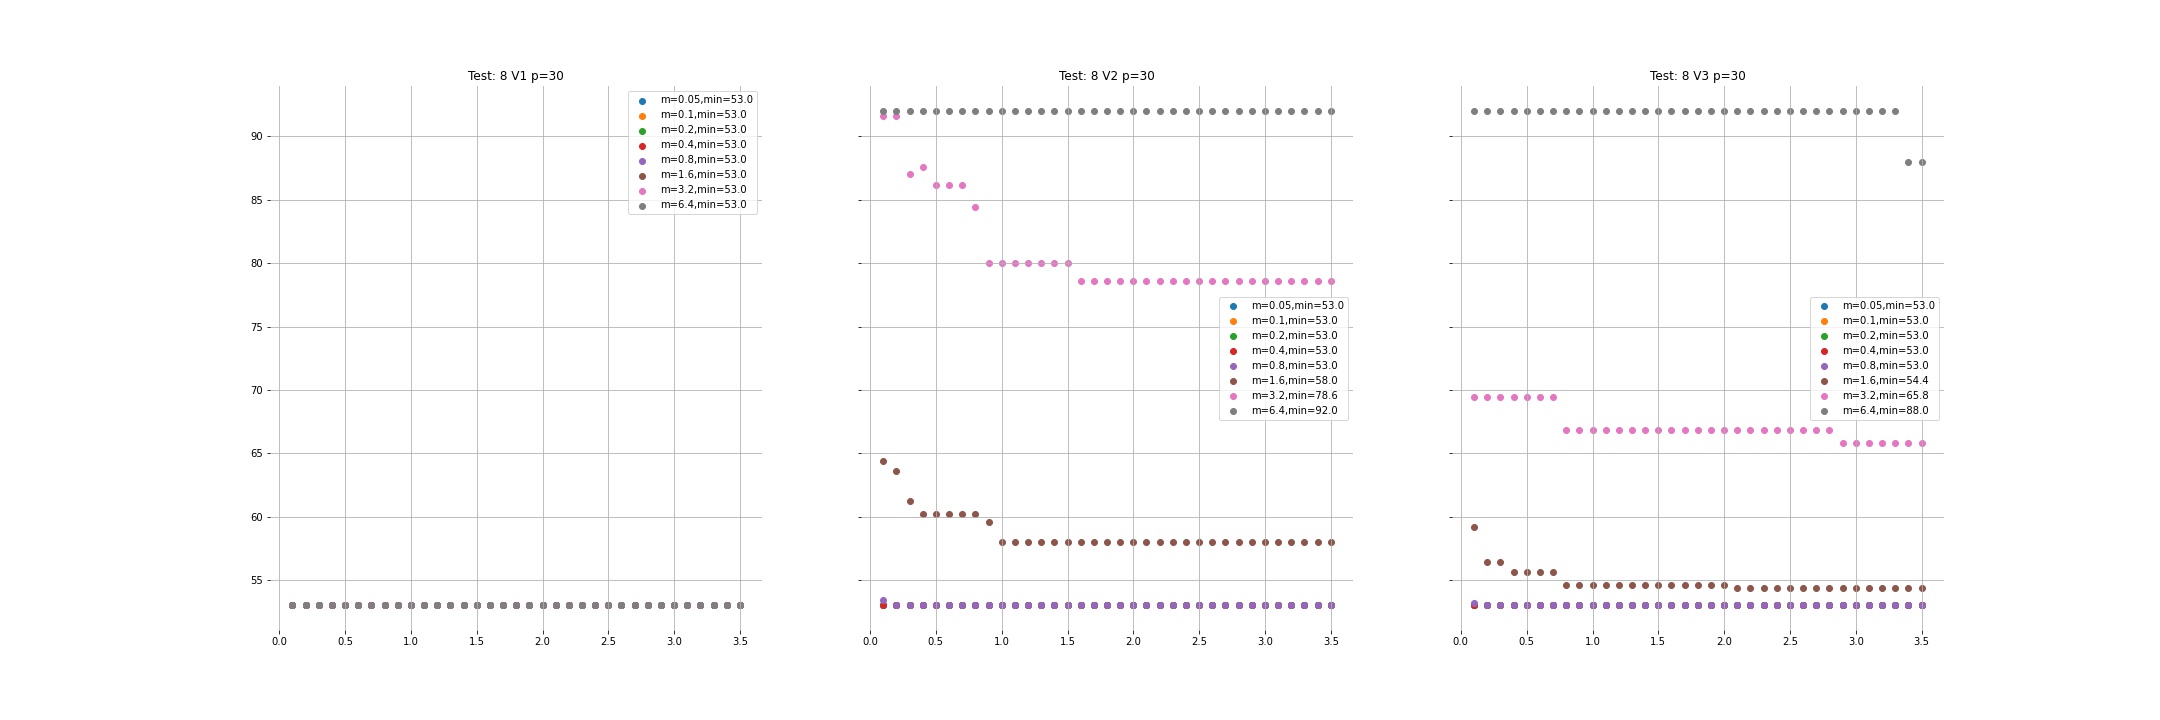 Test: 8 V1 p=30
m=0.05,min=53.0
m=0.1,min=53.0
m=0.2,min=53.0
m=0.4,min=53.0
m=0.8,min=53.0
m=1.6,min=53.0
m=3.2,min=53.0
m=6.4,min=53.0
90
85
80
75
70
65
60
55
0.0 0.5 1.0 1.5 2.0 2.5 3.0 3.5
Test: 8 V2 p=30
m=0.05,min=53.0
m=0.1,min=53.0
m=0.2,min=53.0
m=0.4,min=53.0
m=0.8,min=53.0
m=1.6,min=58.0
m=3.2,min=78.6
m=6.4,min=92.0
0.0 0.5 1.0 1.5 2.0 2.5 3.0 3.5
Test: 8 V3 p=30
m=0.05,min=53.0
m=0.1,min=53.0
m=0.2,min=53.0
m=0.4,min=53.0
m=0.8,min=53.0
m=1.6,min=54.4
m=3.2,min=65.8
m=6.4,min=88.0
0.0 0.5 1.0 1.5 2.0 2.5 3.0 3.5